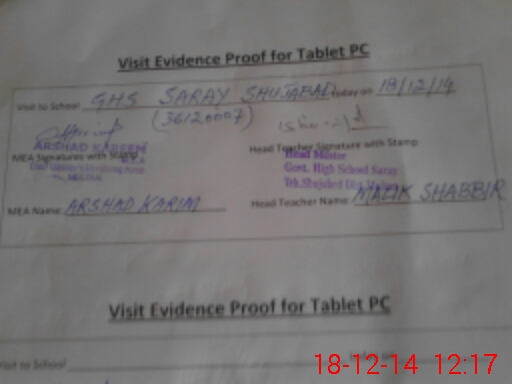 Visit Evidence Proof for Tablet PC
Visit to School GHS SARAY SHUJABAD today on 18/12/14
(36120007)
MEA Signatures with Stamp
ARSHAD KAREEM
Head Teacher Signature with Stamp
Head Master
Govt. High School Saray
Teh. Shujabad
MEA Name: ARSHAD KARIM
Head Teacher Name: MALIK SHABBIR
Visit Evidence Proof for Tablet PC
Visit to School
18-12-14 12:17